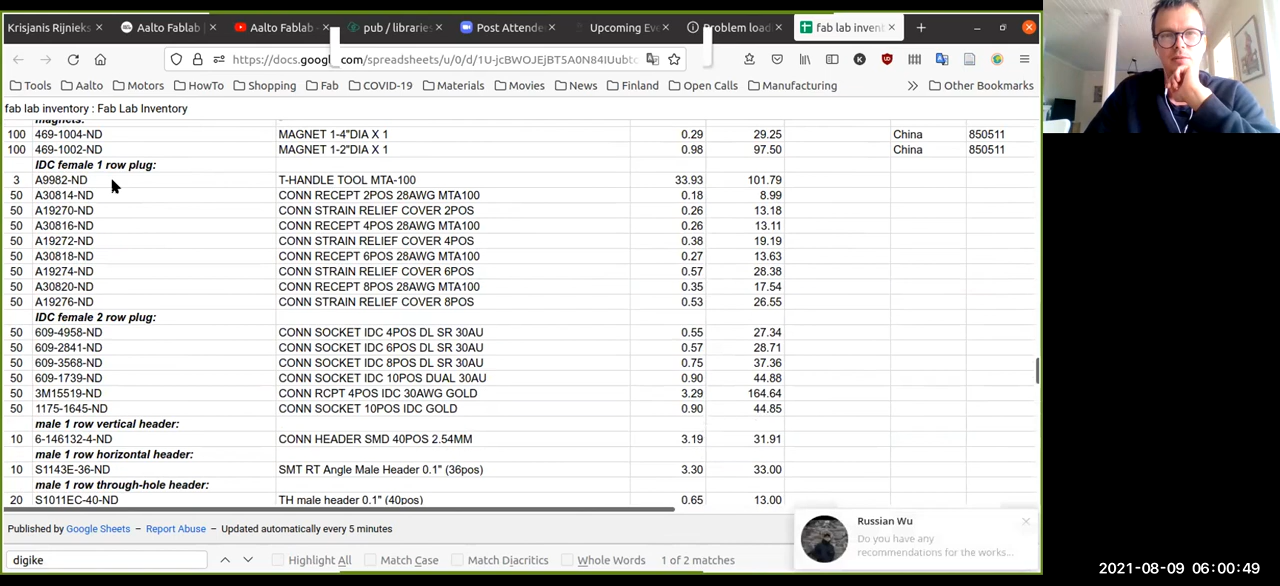 Krisjanis Rijnieks
Aalto Fablab
Aalto Fablab -
pub / libraries
Post Attende
Upcoming Eve
Problem load
fab lab invent
https://docs.goog
.com/spreadsheets/u/0/d/1U-jcBWOJEjBT5A0N84IUubtc
Tools Aalto Motors HowTo Shopping Fab COVID-19 Materials Movies News Finland Open Calls Manufacturing Other Bookmarks
fab lab inventory : Fab Lab Inventory
magnets:
100 469-1004-ND MAGNET 1-4"DIA X 1 0.29 29.25 China 850511
100 469-1002-ND MAGNET 1-2"DIA X 1 0.98 97.50 China 850511
IDC female 1 row plug:
3 A9982-ND T-HANDLE TOOL MTA-100 33.93 101.79
50 A30814-ND CONN RECEPT 2POS 28AWG MTA100 0.18 8.99
50 A19270-ND CONN STRAIN RELIEF COVER 2POS 0.26 13.18
50 A30816-ND CONN RECEPT 4POS 28AWG MTA100 0.26 13.11
50 A19272-ND CONN STRAIN RELIEF COVER 4POS 0.38 19.19
50 A30818-ND CONN RECEPT 6POS 28AWG MTA100 0.27 13.63
50 A19274-ND CONN STRAIN RELIEF COVER 6POS 0.57 28.38
50 A30820-ND CONN RECEPT 8POS 28AWG MTA100 0.35 17.54
50 A19276-ND CONN STRAIN RELIEF COVER 8POS 0.53 26.55
IDC female 2 row plug:
50 609-4958-ND CONN SOCKET IDC 4POS DL SR 30AU 0.55 27.34
50 609-2841-ND CONN SOCKET IDC 6POS DL SR 30AU 0.57 28.71
50 609-3568-ND CONN SOCKET IDC 8POS DL SR 30AU 0.75 37.36
50 609-1739-ND CONN SOCKET IDC 10POS DUAL 30AU 0.90 44.88
50 3M15519-ND CONN RCPT 4POS IDC 30AWG GOLD 3.29 164.64
50 1175-1645-ND CONN SOCKET 10POS IDC GOLD 0.90 44.85
male 1 row vertical header:
10 6-146132-4-ND CONN HEADER SMD 40POS 2.54MM 3.19 31.91
male 1 row horizontal header:
10 S1143E-36-ND SMT RT Angle Male Header 0.1" (36pos) 3.30 33.00
male 1 row through-hole header:
20 S1011EC-40-ND TH male header 0.1" (40pos) 0.65 13.00
Published by Google Sheets – Report Abuse – Updated automatically every 5 minutes
Russian Wu
Do you have any
recommendations for the works...
digike Highlight All Match Case Match Diacritics Whole Words 1 of 2 matches
2021-08-09 06:00:49